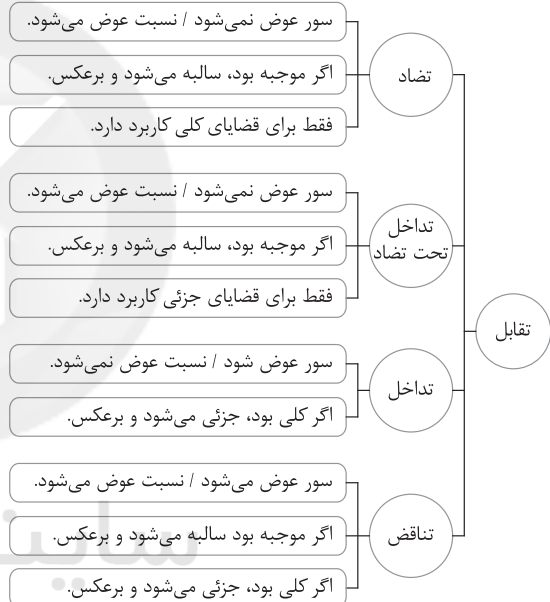 تقابل
تضاد
سور عوض نمی‌شود / نسبت عوض می‌شود.
اگر موجبه بود، سالبه می‌شود و برعکس.
فقط برای قضایای کلی کاربرد دارد.
تداخل
تحت تضاد
سور عوض نمی‌شود / نسبت عوض می‌شود.
اگر موجبه بود، سالبه می‌شود و برعکس.
فقط برای قضایای جزئی کاربرد دارد.
تداخل
سور عوض شود / نسبت عوض نمی‌شود.
اگر کلی بود، جزئی می‌شود و برعکس.
تناقض
سور عوض می‌شود / نسبت عوض می‌شود.
اگر موجبه بود سالبه می‌شود و برعکس.
اگر کلی بود، جزئی می‌شود و برعکس.